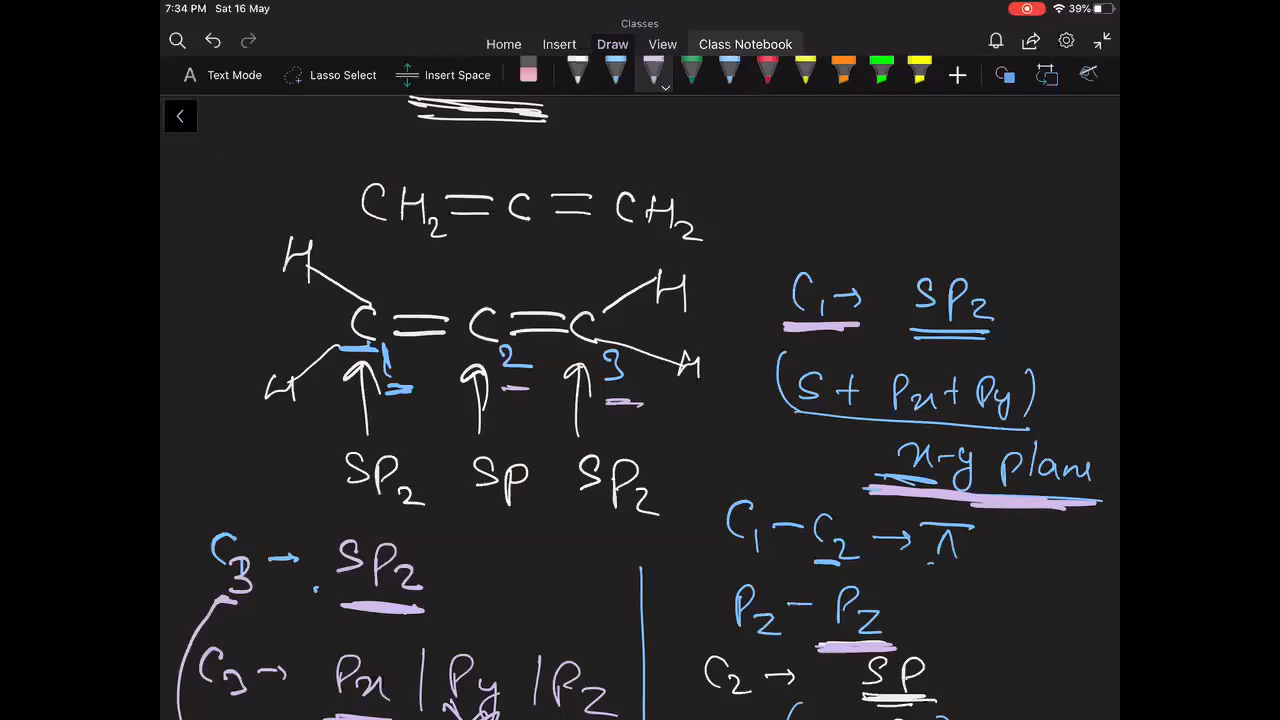 7:34 PM Sat 16 May
39%
Classes
Home Insert Draw View Class Notebook
Text Mode Lasso Select Insert Space
CH2=C=CH2
H H
C=C=C
H 1 2 3 H
SP2 SP SP2
C1→ SP2
(S + Px + Py)
x-y plane
C1-C2→π
PZ-PZ
C2→ SP
C3→ SP2
C3→ Px | Py | PZ